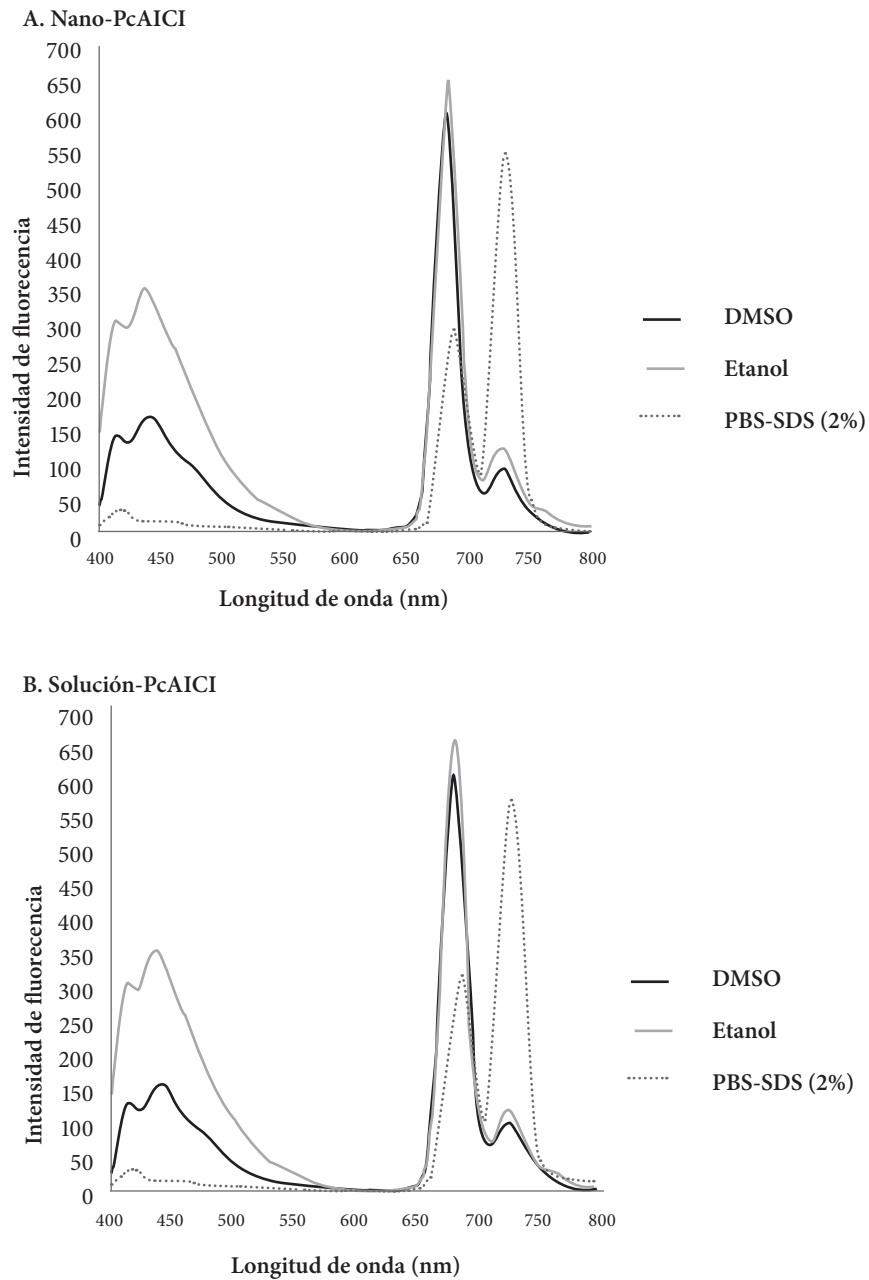 A. Nano-PcAICI
700
650
600
550
500
450
400
350
300
250
200
150
100
50
0
Intensidad de fluorecencia
400 450 500 550 600 650 700 750 800
Longitud de onda (nm)
DMSO
Etanol
PBS-SDS (2%)
B. Solución-PcAICI
700
650
600
550
500
450
400
350
300
250
200
150
100
50
0
Intensidad de fluorecencia
400 450 500 550 600 650 700 750 800
Longitud de onda (nm)
DMSO
Etanol
PBS-SDS (2%)